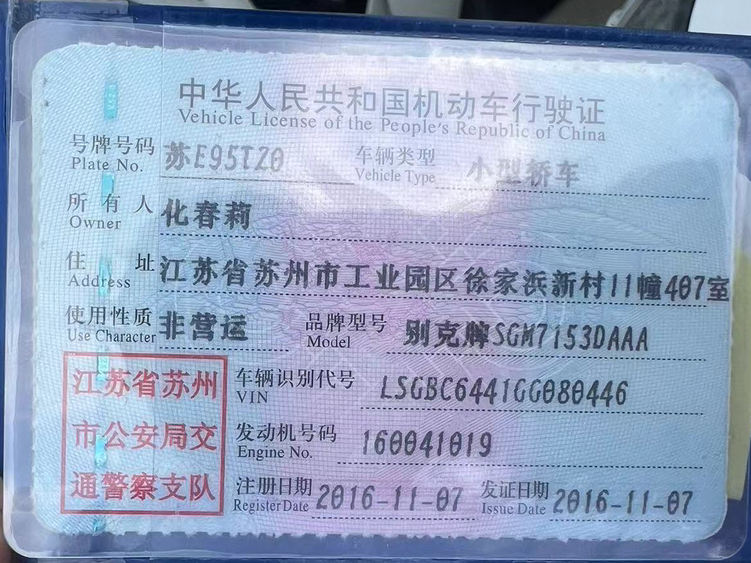 中华人民共和国机动车行驶证
Vehicle License of the People's Republic of China
号牌号码 苏E95T20 车辆类型 小型轿车
Plate No. Vehicle Type
所有人 化春莉
Owner
住址 江苏省苏州市工业园区徐家浜新村11幢407室
Address
使用性质 非营运 品牌型号 别克牌SGM7153DAAA
Use Character Model
江苏省苏州 车辆识别代号 LSGBC6441GG080446
VIN
市公安局交 发动机号码 160041019
Engine No.
通警察支队 注册日期 2016-11-07 发证日期 2016-11-07
Register Date Issue Date